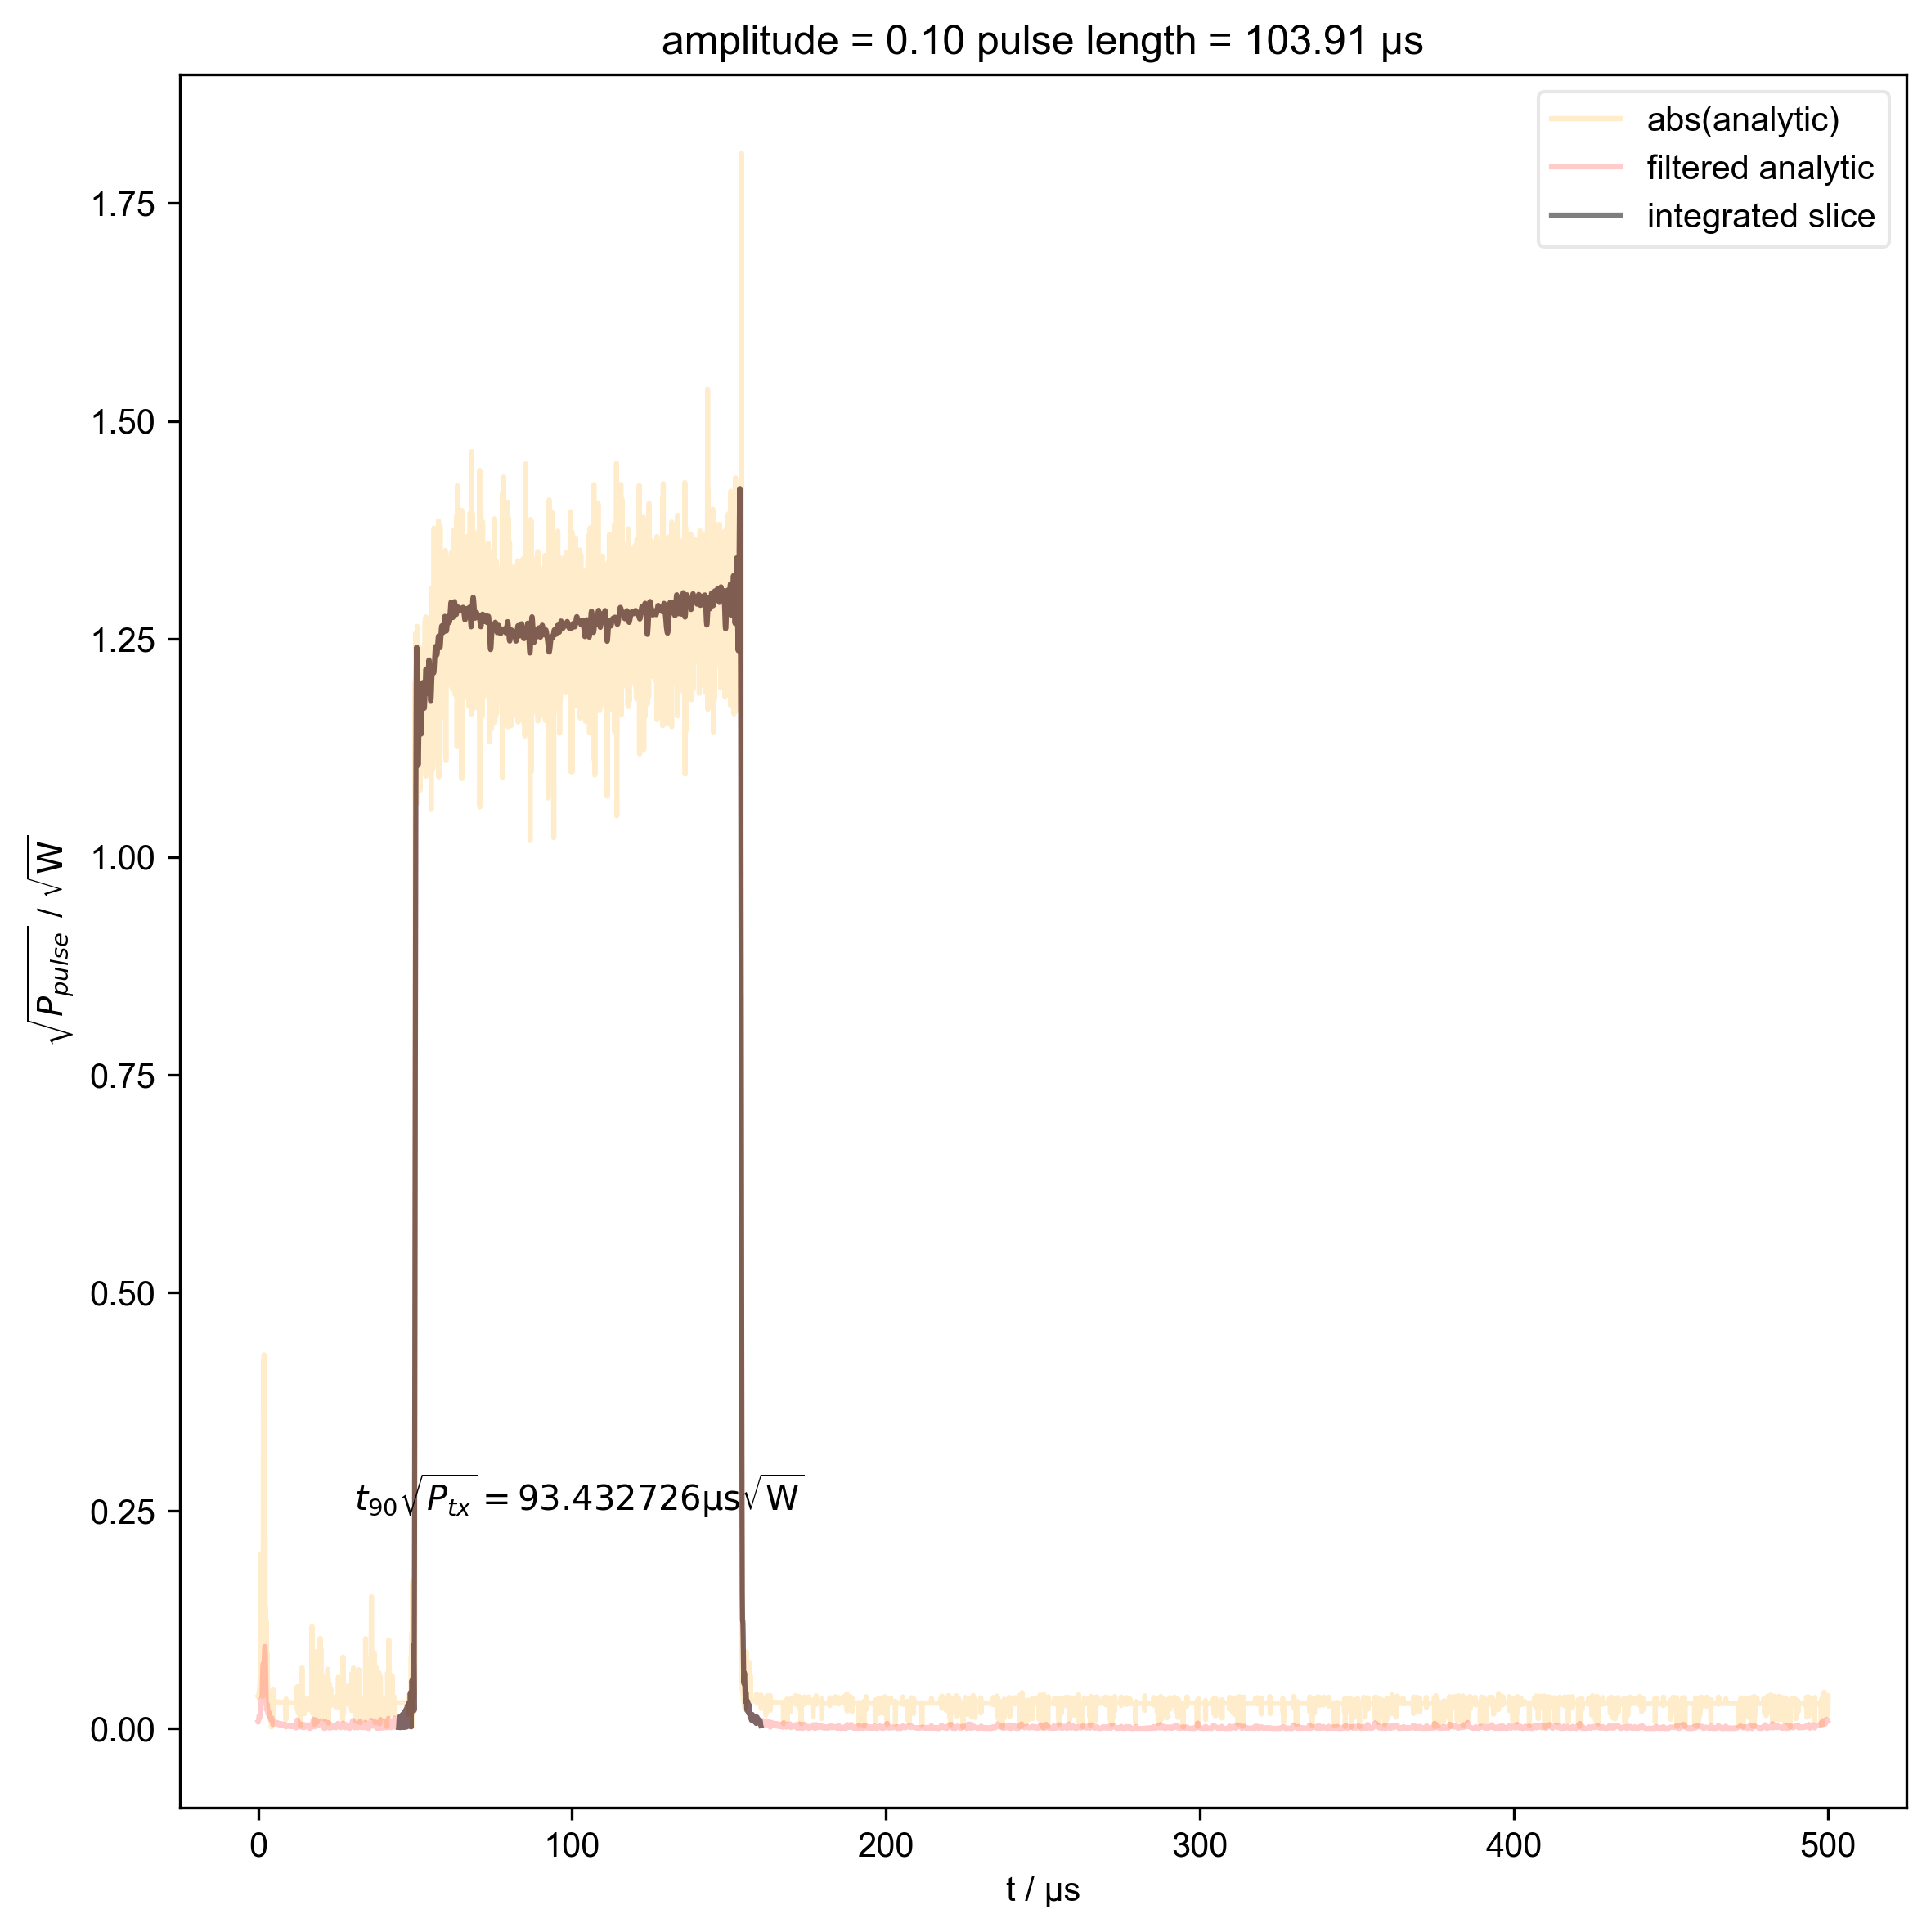 amplitude = 0.10 pulse length = 103.91 µs
abs(analytic)
filtered analytic
integrated slice
1.75
1.50
1.25
1.00
0.75
0.50
0.25
0.00
√P_pulse / √W
t₉₀√P_tx = 93.432726µs√W
0 100 200 300 400 500
t / µs